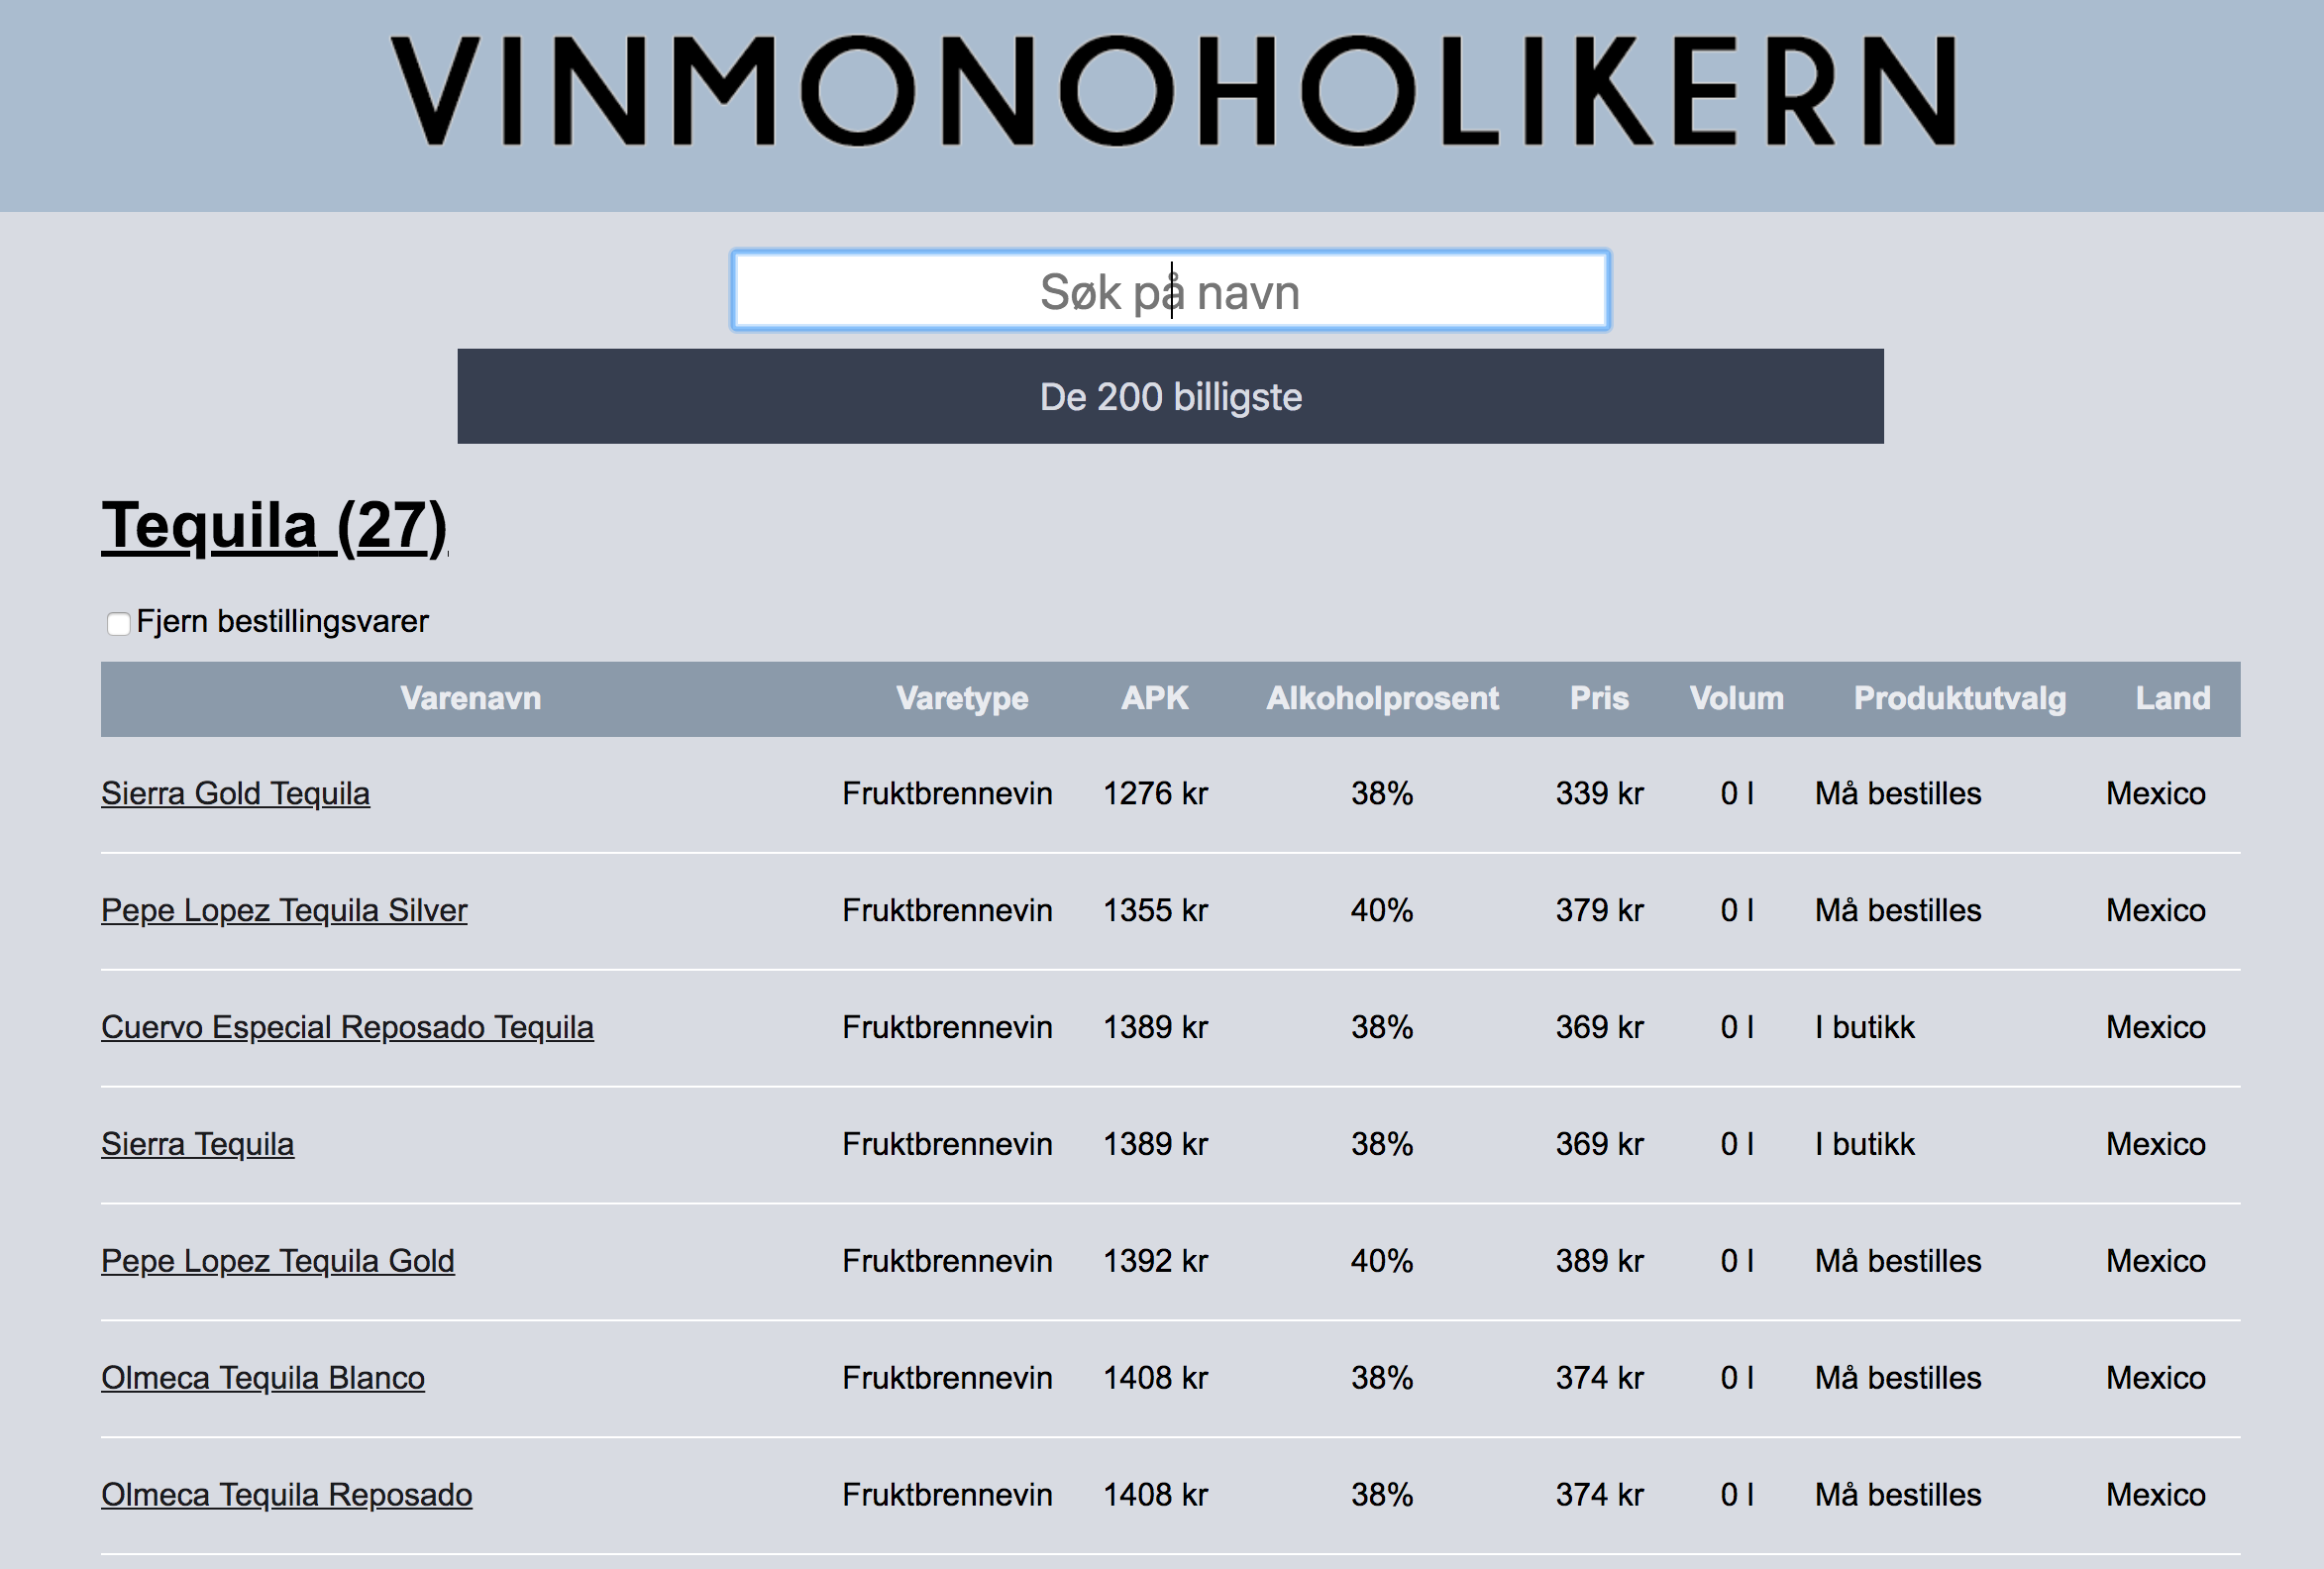 VINMONOHOLIKERN
Søk på navn
De 200 billigste
Tequila (27)
Fjern bestillingsvarer
Varenavn Varetype APK Alkoholprosent Pris Volum Produktutvalg Land
Sierra Gold Tequila Fruktbrennevin 1276 kr 38% 339 kr 0 l Må bestilles Mexico
Pepe Lopez Tequila Silver Fruktbrennevin 1355 kr 40% 379 kr 0 l Må bestilles Mexico
Cuervo Especial Reposado Tequila Fruktbrennevin 1389 kr 38% 369 kr 0 l I butikk Mexico
Sierra Tequila Fruktbrennevin 1389 kr 38% 369 kr 0 l I butikk Mexico
Pepe Lopez Tequila Gold Fruktbrennevin 1392 kr 40% 389 kr 0 l Må bestilles Mexico
Olmeca Tequila Blanco Fruktbrennevin 1408 kr 38% 374 kr 0 l Må bestilles Mexico
Olmeca Tequila Reposado Fruktbrennevin 1408 kr 38% 374 kr 0 l Må bestilles Mexico